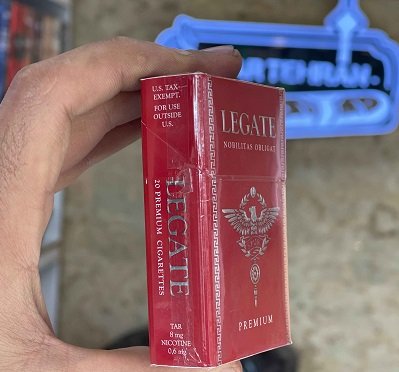 U.S. TAX-
EXEMPT.
FOR USE
OUTSIDE
U.S.
LEGATE
20 PREMIUM CIGARETTES
TAR
8 mg
NICOTINE
0,6 mg
LEGATE
NOBILITAS OBLIGAT
PREMIUM